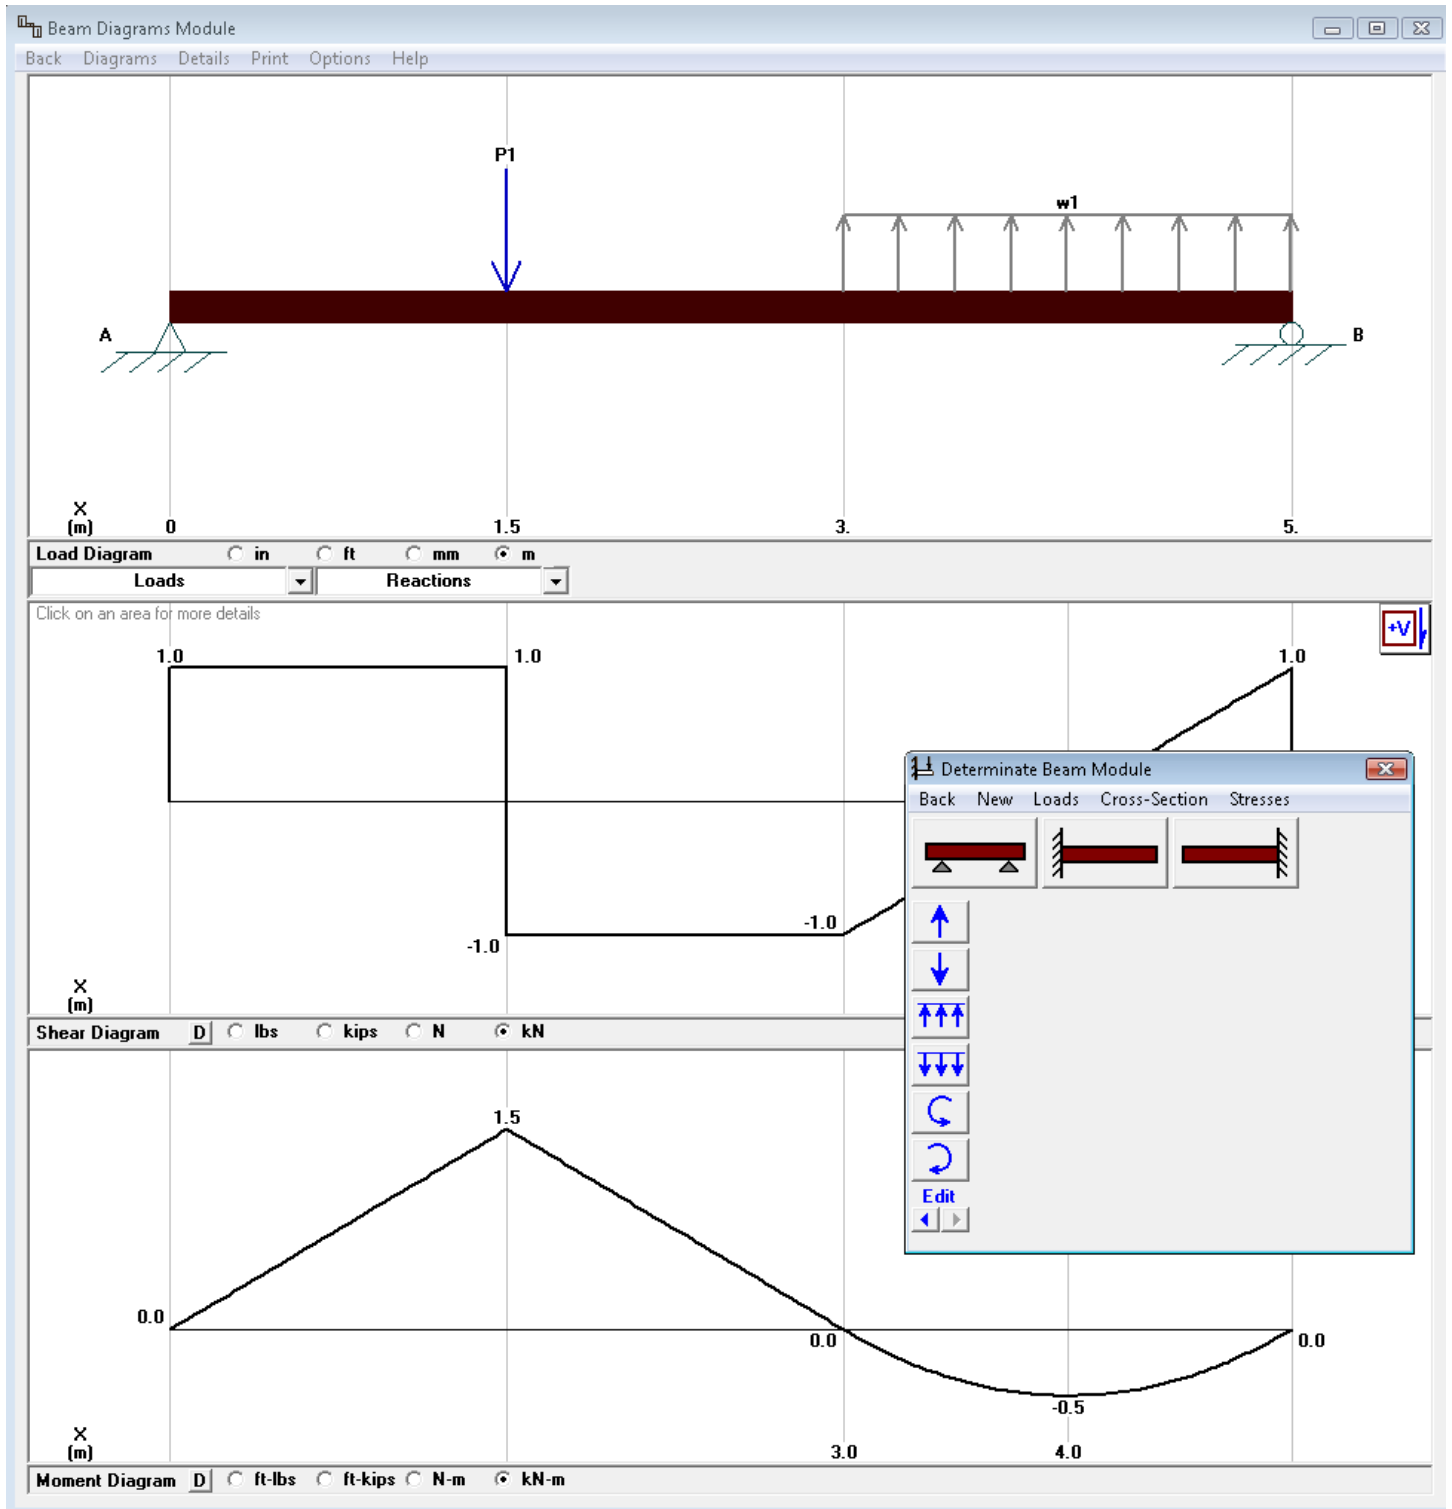 Beam Diagrams Module
Back Diagrams Details Print Options Help
P1
w1
A
B
X
(m) 0 1.5 3. 5.
Load Diagram in ft mm m
Loads Reactions
Click on an area for more details
+V
1.0 1.0 1.0
Determinate Beam Module
Back New Loads Cross-Section Stresses
-1.0
-1.0
X
(m)
Shear Diagram D lbs kips N kN
1.5
Edit
0.0
0.0 0.0
-0.5
X
(m) 3.0 4.0
Moment Diagram D ft-lbs ft-kips N-m kN-m